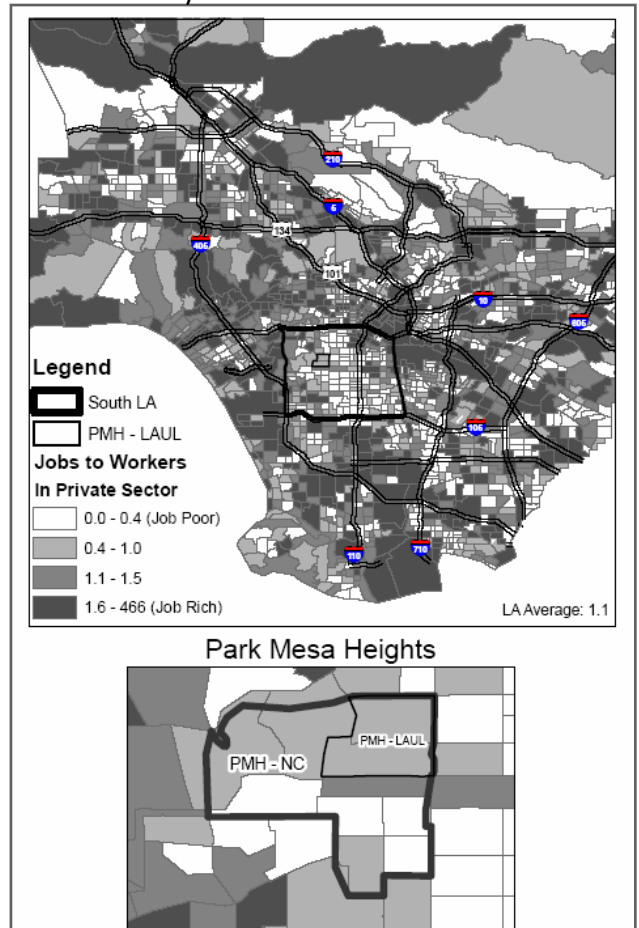 210
5
134
405
101
10
605
Legend
South LA
PMH - LAUL
Jobs to Workers
In Private Sector
0.0 - 0.4 (Job Poor)
0.4 - 1.0
1.1 - 1.5
1.6 - 466 (Job Rich)
105
110
710
LA Average: 1.1
Park Mesa Heights
PMH - LAUL
PMH - NC